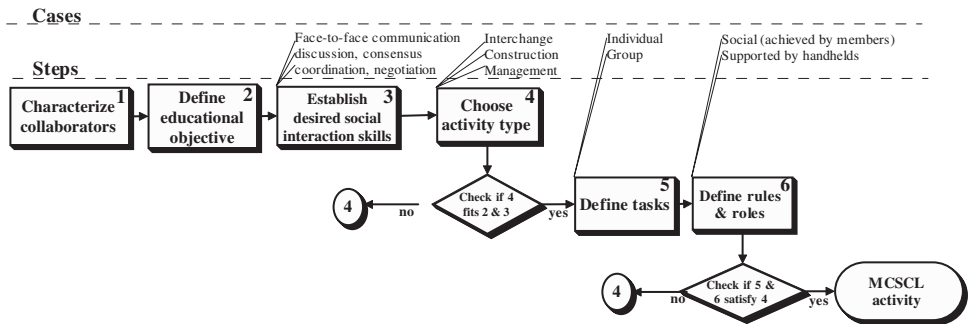 Cases
Face-to-face communication
discussion, consensus
coordination, negotiation
Interchange
Construction
Management
Individual
Group
Social (achieved by members)
Supported by handhelds
Steps
1
Characterize
collaborators
2
Define
educational
objective
3
Establish
desired social
interaction skills
4
Choose
activity type
Check if 4
fits 2 & 3
no
4
yes
5
Define tasks
6
Define rules
& roles
Check if 5 &
6 satisfy 4
no
4
yes
MCSCL
activity